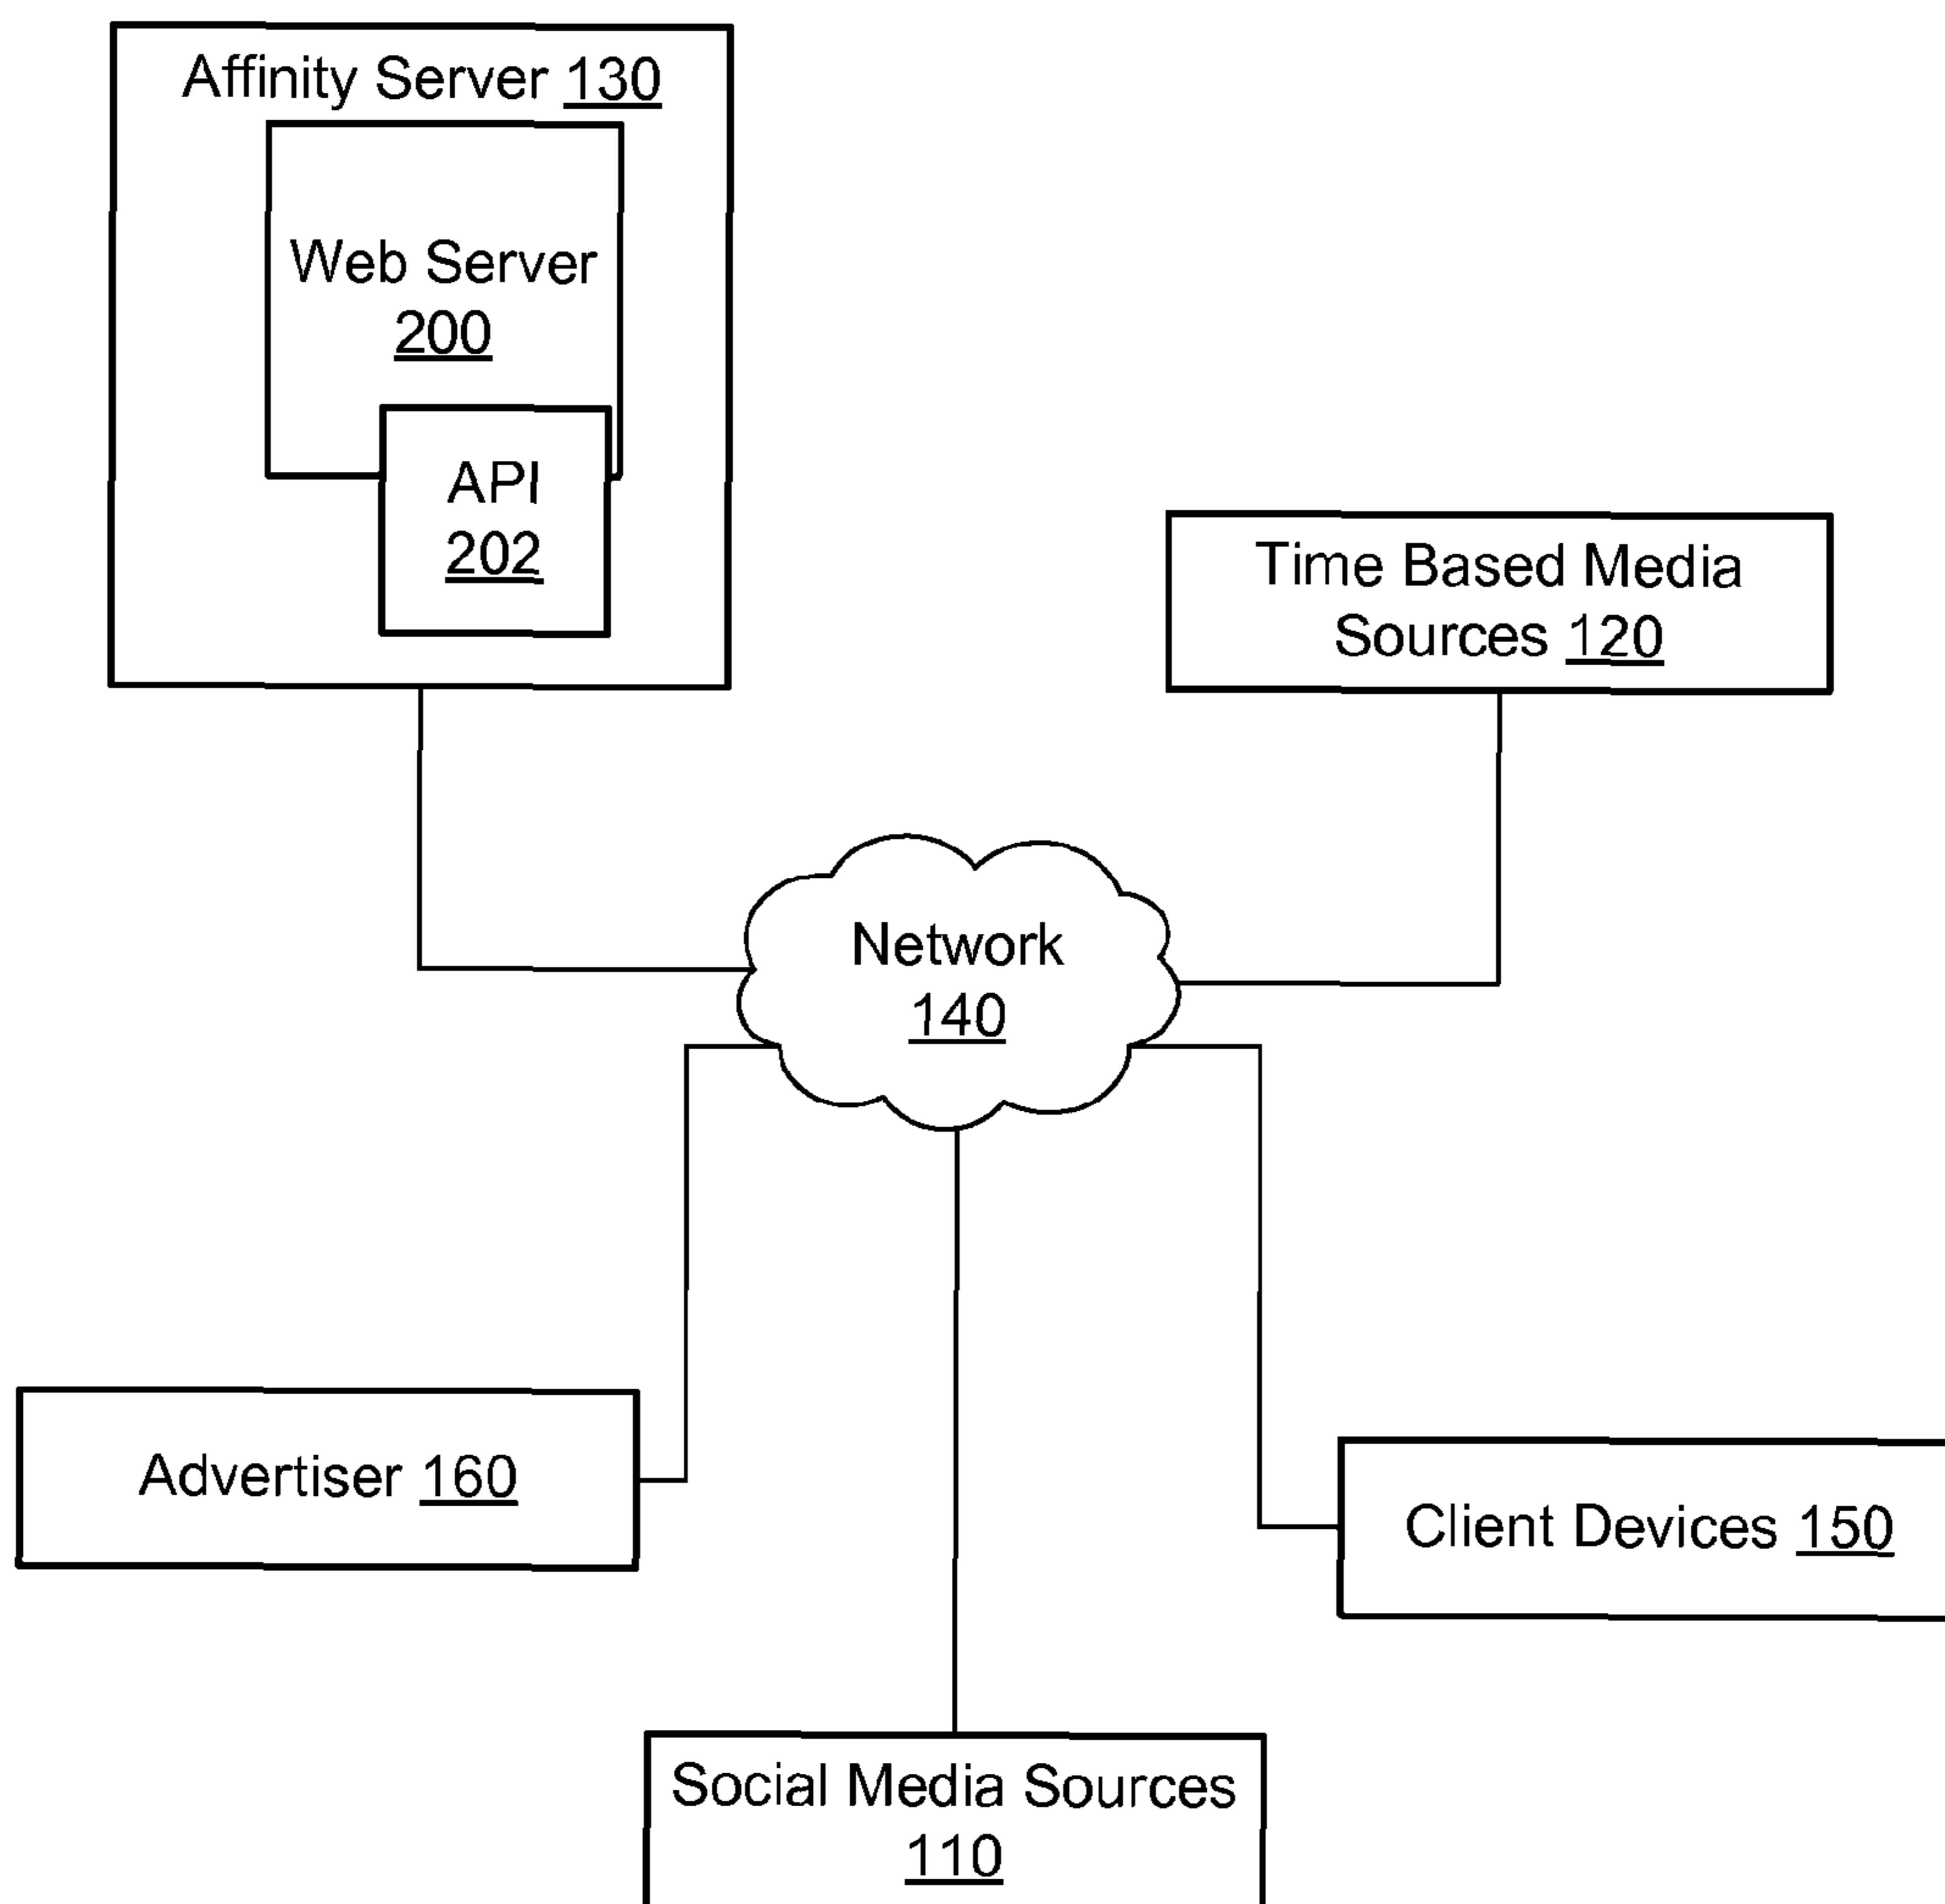 Affinity Server 130
Web Server
200
API
202
Time Based Media
Sources 120
Network
140
Advertiser 160
Client Devices 150
Social Media Sources
110